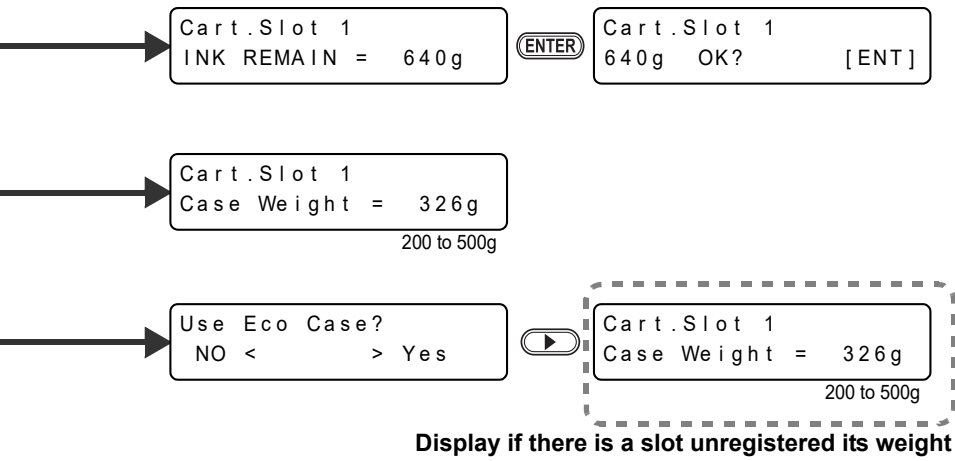 Cart.Slot 1
INK REMAIN = 640g
ENTER
Cart.Slot 1
640g OK? [ENT]
Cart.Slot 1
Case Weight = 326g
200 to 500g
Use Eco Case?
NO < > Yes
Cart.Slot 1
Case Weight = 326g
200 to 500g
Display if there is a slot unregistered its weight